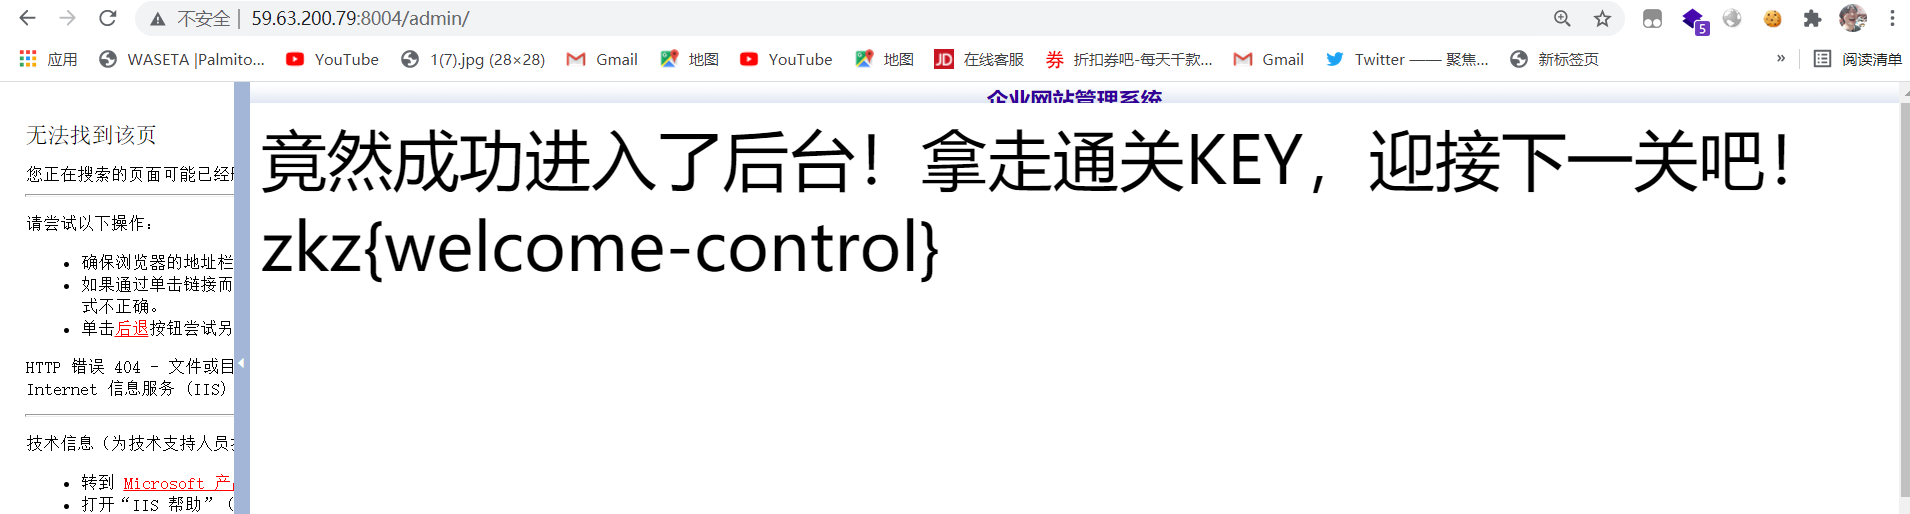 不安全 | 59.63.200.79:8004/admin/
5
应用 WASETA |Palmito... YouTube 1(7).jpg (28×28) Gmail 地图 YouTube 地图 JD 在线客服 券 折扣券吧-每天千款... Gmail Twitter —— 聚焦... 新标签页 » 阅读清单
企业网站管理系统
竟然成功进入了后台！拿走通关KEY，迎接下一关吧！
zkz{welcome-control}
无法找到该页
您正在搜索的页面可能已经
请尝试以下操作：
确保浏览器的地址栏
如果通过单击链接而
式不正确。
单击后退按钮尝试另
HTTP 错误 404 - 文件或目
Internet 信息服务 (IIS)
技术信息（为技术支持人员
转到 Microsoft 产
打开“IIS 帮助”（